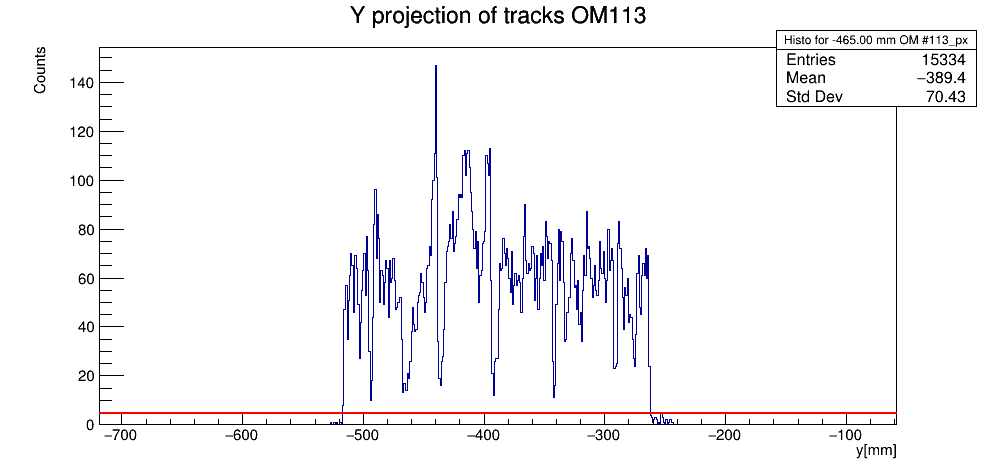 Y projection of tracks OM113
Histo for -465.00 mm OM #113_px
Entries 15334
Mean −389.4
Std Dev 70.43
Counts
140
120
100
80
60
40
20
0
−700 −600 −500 −400 −300 −200 −100
y[mm]